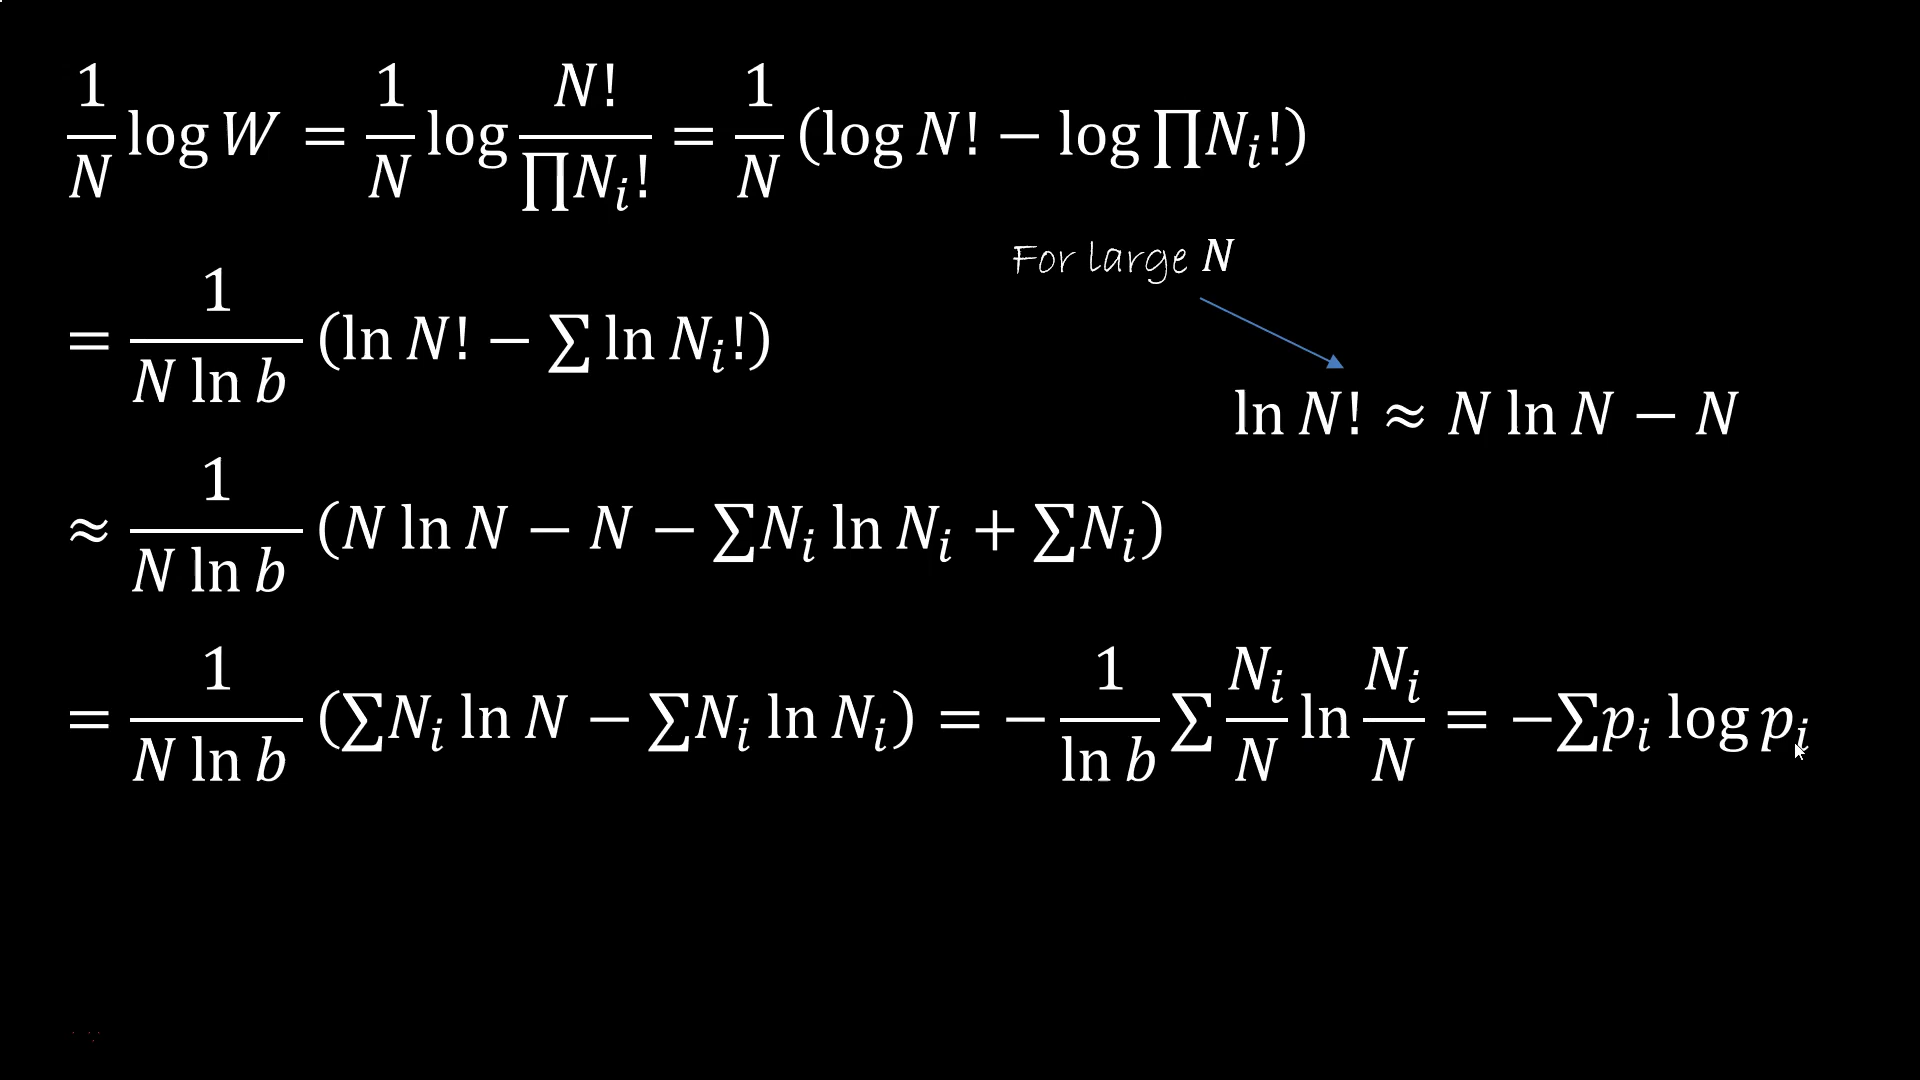 1/N log W = 1/N log N!/∏N_i! = 1/N (log N! − log ∏N_i!)
For large N
= 1/(N ln b) (ln N! − ∑ ln N_i!)
ln N! ≈ N ln N − N
≈ 1/(N ln b) (N ln N − N − ∑N_i ln N_i + ∑N_i)
= 1/(N ln b) (∑N_i ln N − ∑N_i ln N_i) = − 1/(ln b) ∑ N_i/N ln N_i/N = −∑p_i log p_i